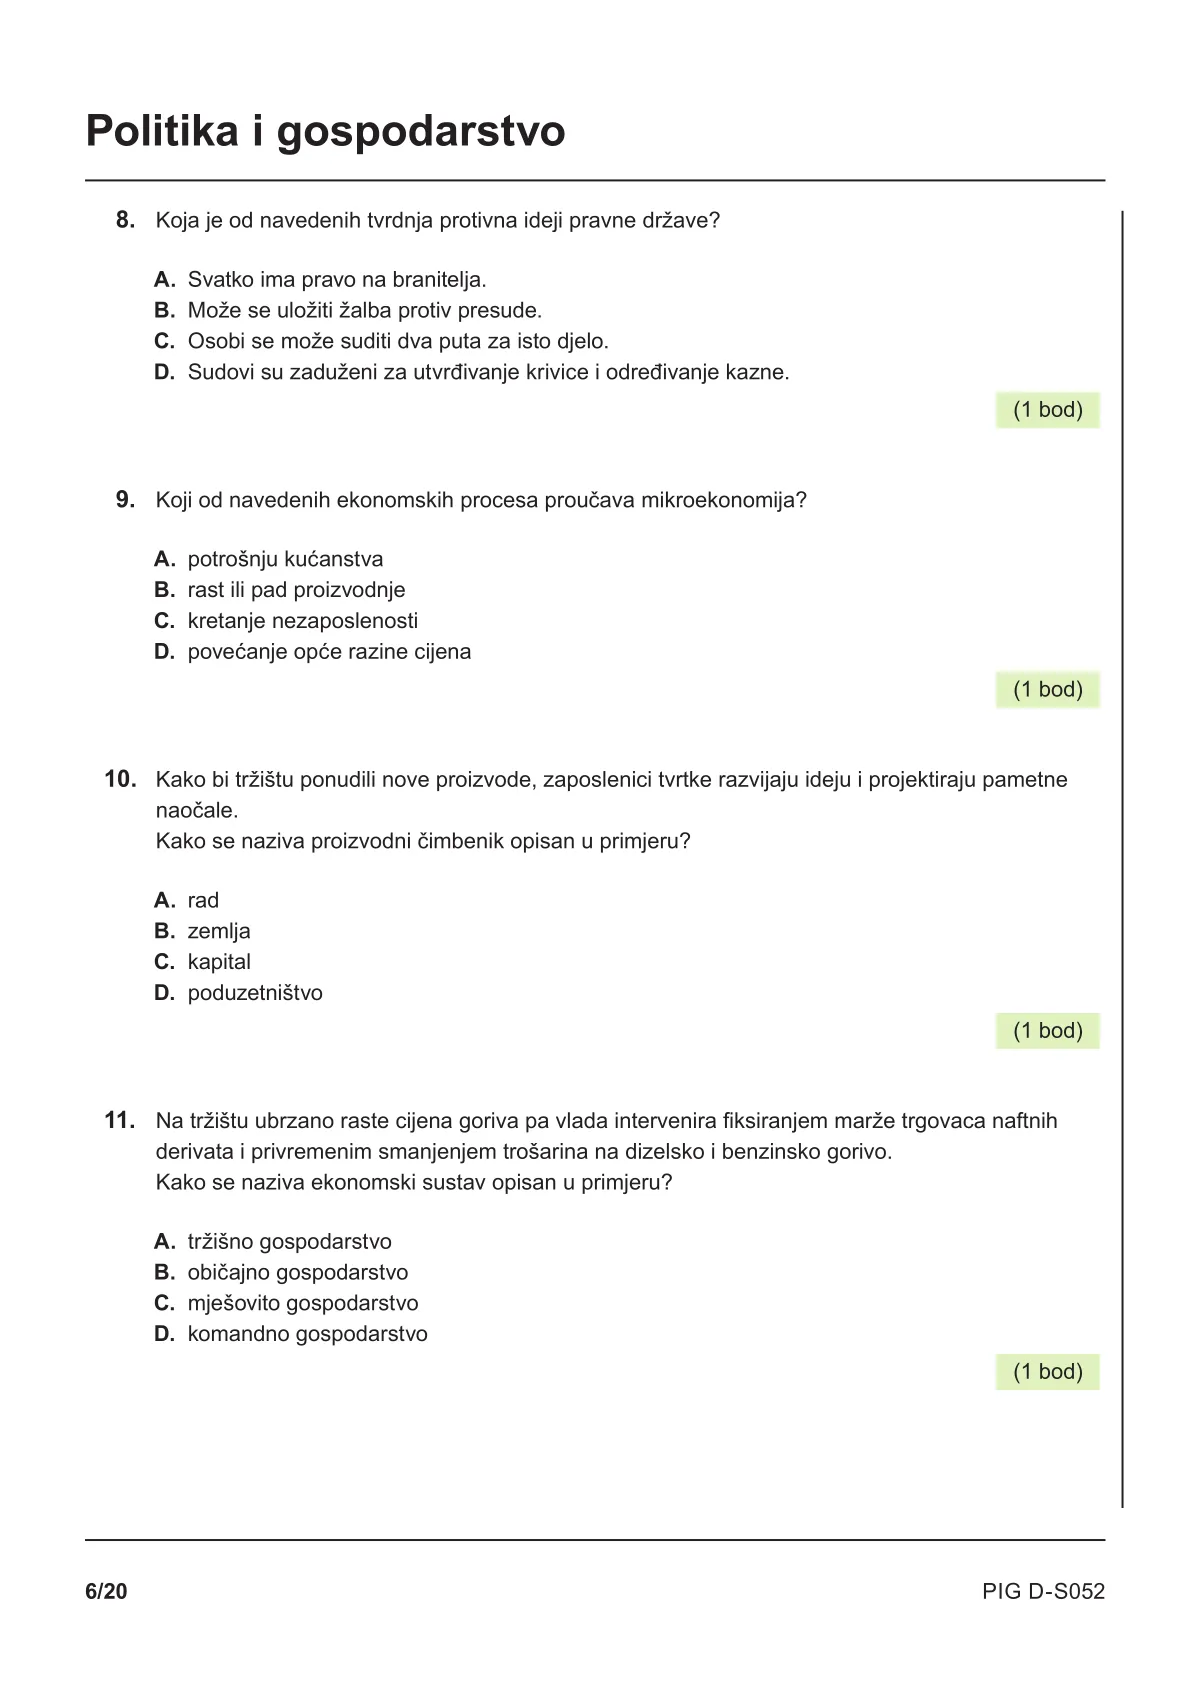 Politika i gospodarstvo
8. Koja je od navedenih tvrdnja protivna ideji pravne države?
A. Svatko ima pravo na branitelja.
B. Može se uložiti žalba protiv presude.
C. Osobi se može suditi dva puta za isto djelo.
D. Sudovi su zaduženi za utvrđivanje krivice i određivanje kazne.
(1 bod)
9. Koji od navedenih ekonomskih procesa proučava mikroekonomija?
A. potrošnju kućanstva
B. rast ili pad proizvodnje
C. kretanje nezaposlenosti
D. povećanje opće razine cijena
(1 bod)
10. Kako bi tržištu ponudili nove proizvode, zaposlenici tvrtke razvijaju ideju i projektiraju pametne
naočale.
Kako se naziva proizvodni čimbenik opisan u primjeru?
A. rad
B. zemlja
C. kapital
D. poduzetništvo
(1 bod)
11. Na tržištu ubrzano raste cijena goriva pa vlada intervenira fiksiranjem marže trgovaca naftnih
derivata i privremenim smanjenjem trošarina na dizelsko i benzinsko gorivo.
Kako se naziva ekonomski sustav opisan u primjeru?
A. tržišno gospodarstvo
B. običajno gospodarstvo
C. mješovito gospodarstvo
D. komandno gospodarstvo
(1 bod)
6/20
PIG D-S052